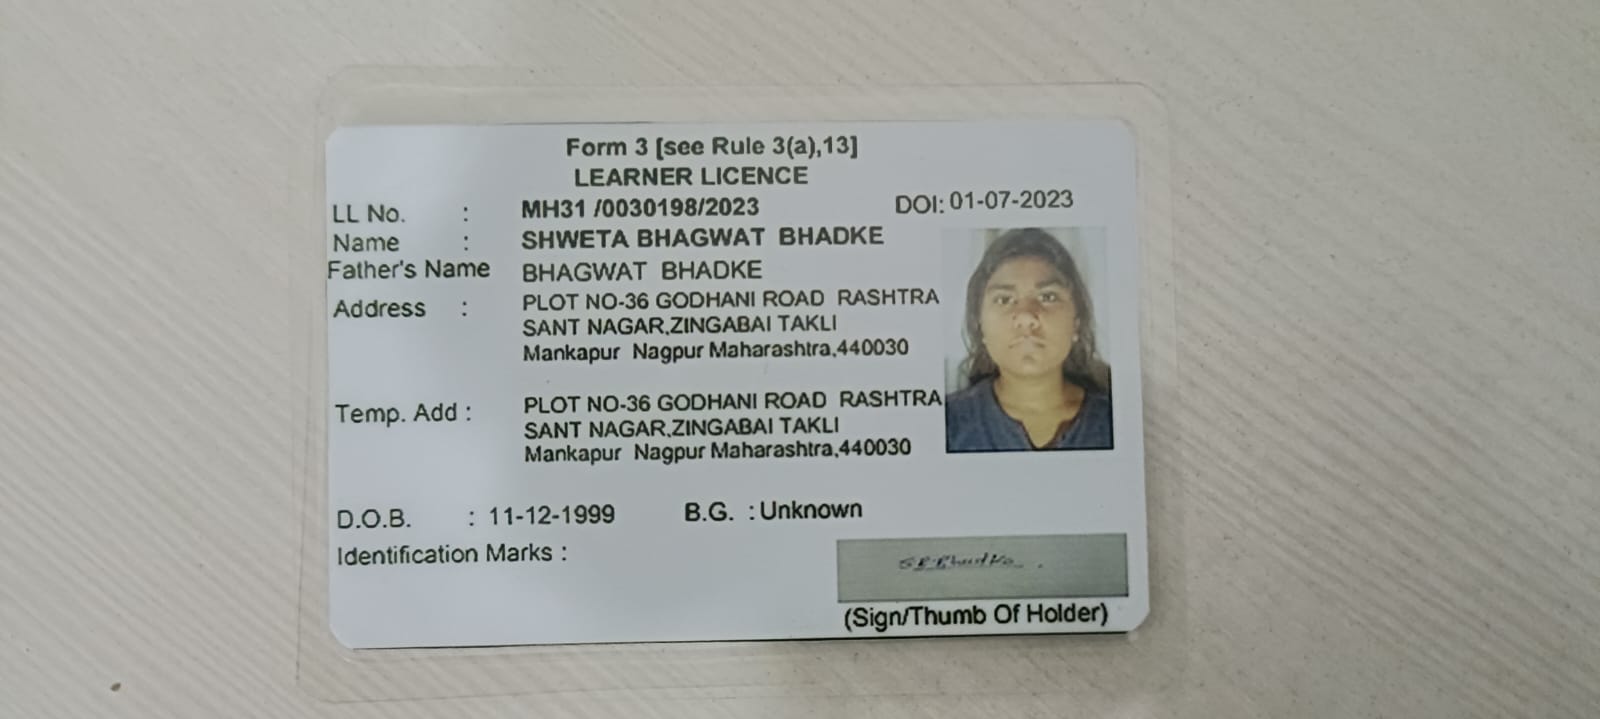 Form 3 [see Rule 3(a),13]
LEARNER LICENCE
LL No. : MH31 /0030198/2023 DOI: 01-07-2023
Name : SHWETA BHAGWAT BHADKE
Father's Name BHAGWAT BHADKE
Address : PLOT NO-36 GODHANI ROAD RASHTRA
SANT NAGAR,ZINGABAI TAKLI
Mankapur Nagpur Maharashtra,440030
Temp. Add : PLOT NO-36 GODHANI ROAD RASHTRA
SANT NAGAR,ZINGABAI TAKLI
Mankapur Nagpur Maharashtra,440030
D.O.B. : 11-12-1999 B.G. : Unknown
Identification Marks :
(Sign/Thumb Of Holder)